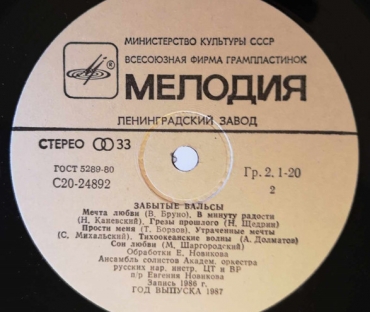 МИНИСТЕРСТВО КУЛЬТУРЫ СССР
ВСЕСОЮЗНАЯ ФИРМА ГРАМПЛАСТИНОК
МЕЛОДИЯ
ЛЕНИНГРАДСКИЙ ЗАВОД
СТЕРЕО 33
ГОСТ 5289-80
С20-24892
Гр. 2. 1-20
2
ЗАБЫТЫЕ ВАЛЬСЫ
Мечта любви (В. Бруно), В минуту радости
(Н. Каневский), Грезы прошлого (Н. Щедрин)
Прости меня (Т. Борзов), Утраченные мечты
(С. Михальский), Тихоокеанские волны (А. Долматов)
Сон любви (М. Шаргородский)
Обработка Е. Новикова
Ансамбль солистов Академ. оркестра
русских нар. инстр. ЦТ и ВР
п/р Евгения Новикова
Запись 1986 г.
ГОД ВЫПУСКА 1987